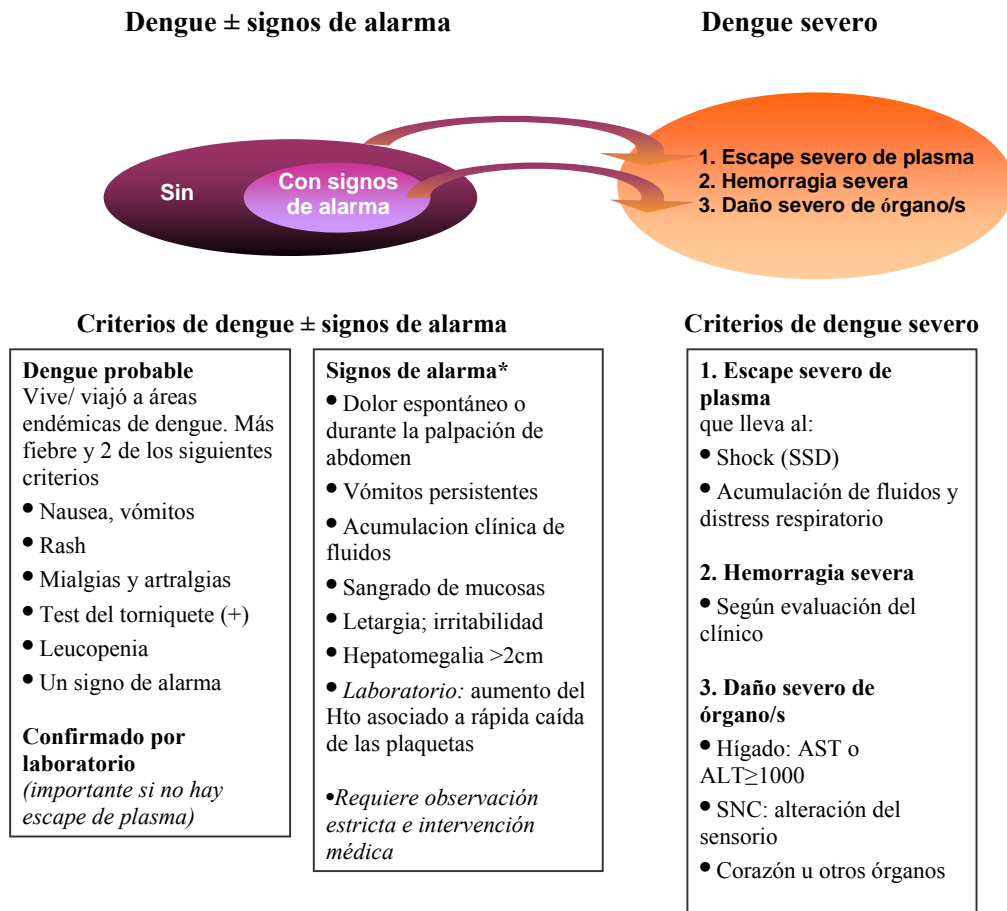 Dengue ± signos de alarma
Dengue severo
Sin
Con signos
de alarma
1. Escape severo de plasma
2. Hemorragia severa
3. Daño severo de órgano/s
Criterios de dengue ± signos de alarma
Criterios de dengue severo
Dengue probable
Vive/ viajó a áreas
endémicas de dengue. Más
fiebre y 2 de los siguientes
criterios
• Nausea, vómitos
• Rash
• Mialgias y artralgias
• Test del torniquete (+)
• Leucopenia
• Un signo de alarma
Confirmado por
laboratorio
(importante si no hay
escape de plasma)
Signos de alarma*
• Dolor espontáneo o
durante la palpación de
abdomen
• Vómitos persistentes
• Acumulacion clínica de
fluidos
• Sangrado de mucosas
• Letargia; irritabilidad
• Hepatomegalia >2cm
• Laboratorio: aumento del
Hto asociado a rápida caída
de las plaquetas
•Requiere observación
estricta e intervención
médica
1. Escape severo de
plasma
que lleva al:
• Shock (SSD)
• Acumulación de fluidos y
distress respiratorio
2. Hemorragia severa
• Según evaluación del
clínico
3. Daño severo de
órgano/s
• Hígado: AST o
ALT≥1000
• SNC: alteración del
sensorio
• Corazón u otros órganos